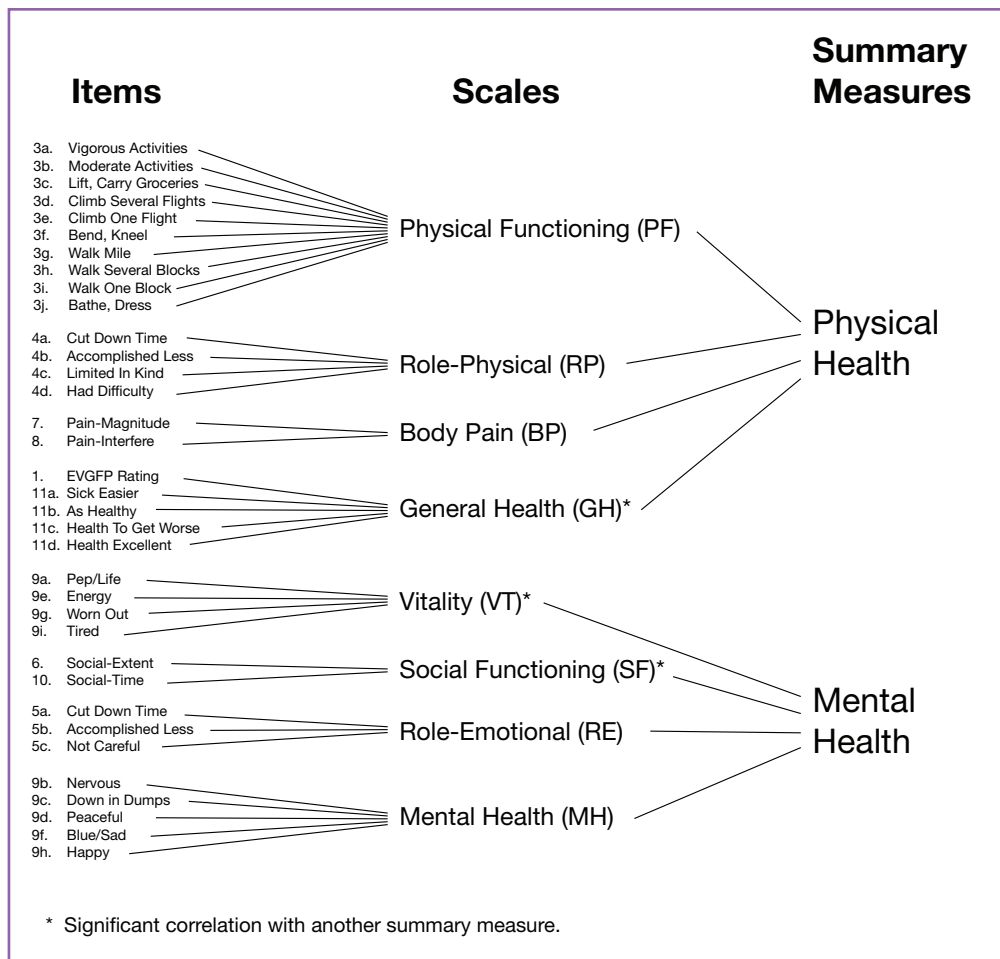 Items
Scales
Summary
Measures
3a. Vigorous Activities
3b. Moderate Activities
3c. Lift, Carry Groceries
3d. Climb Several Flights
3e. Climb One Flight
3f. Bend, Kneel
3g. Walk Mile
3h. Walk Several Blocks
3i. Walk One Block
3j. Bathe, Dress
Physical Functioning (PF)
4a. Cut Down Time
4b. Accomplished Less
4c. Limited In Kind
4d. Had Difficulty
Role-Physical (RP)
7. Pain-Magnitude
8. Pain-Interfere
Body Pain (BP)
1. EVGFP Rating
11a. Sick Easier
11b. As Healthy
11c. Health To Get Worse
11d. Health Excellent
General Health (GH)*
Physical
Health
9a. Pep/Life
9e. Energy
9g. Worn Out
9i. Tired
Vitality (VT)*
6. Social-Extent
10. Social-Time
Social Functioning (SF)*
5a. Cut Down Time
5b. Accomplished Less
5c. Not Careful
Role-Emotional (RE)
9b. Nervous
9c. Down in Dumps
9d. Peaceful
9f. Blue/Sad
9h. Happy
Mental Health (MH)
Mental
Health
* Significant correlation with another summary measure.